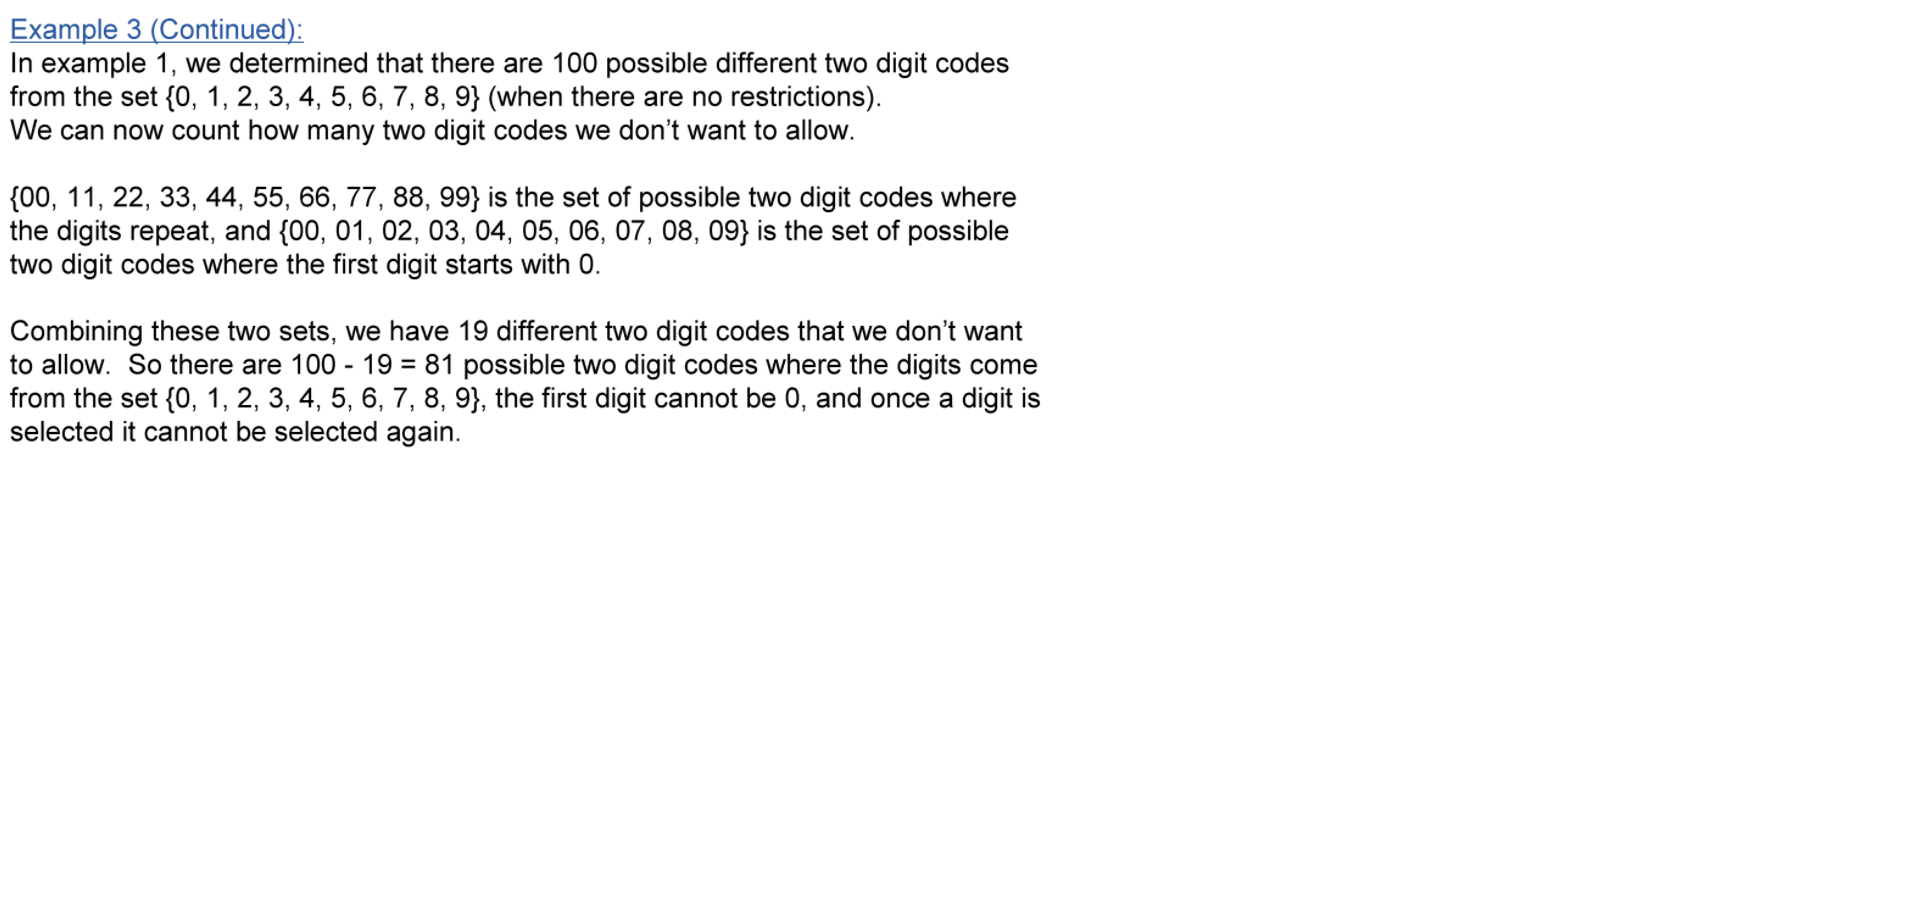 Example 3 (Continued):
In example 1, we determined that there are 100 possible different two digit codes
from the set {0, 1, 2, 3, 4, 5, 6, 7, 8, 9} (when there are no restrictions).
We can now count how many two digit codes we don’t want to allow.
{00, 11, 22, 33, 44, 55, 66, 77, 88, 99} is the set of possible two digit codes where
the digits repeat, and {00, 01, 02, 03, 04, 05, 06, 07, 08, 09} is the set of possible
two digit codes where the first digit starts with 0.
Combining these two sets, we have 19 different two digit codes that we don’t want
to allow.  So there are 100 - 19 = 81 possible two digit codes where the digits come
from the set {0, 1, 2, 3, 4, 5, 6, 7, 8, 9}, the first digit cannot be 0, and once a digit is
selected it cannot be selected again.